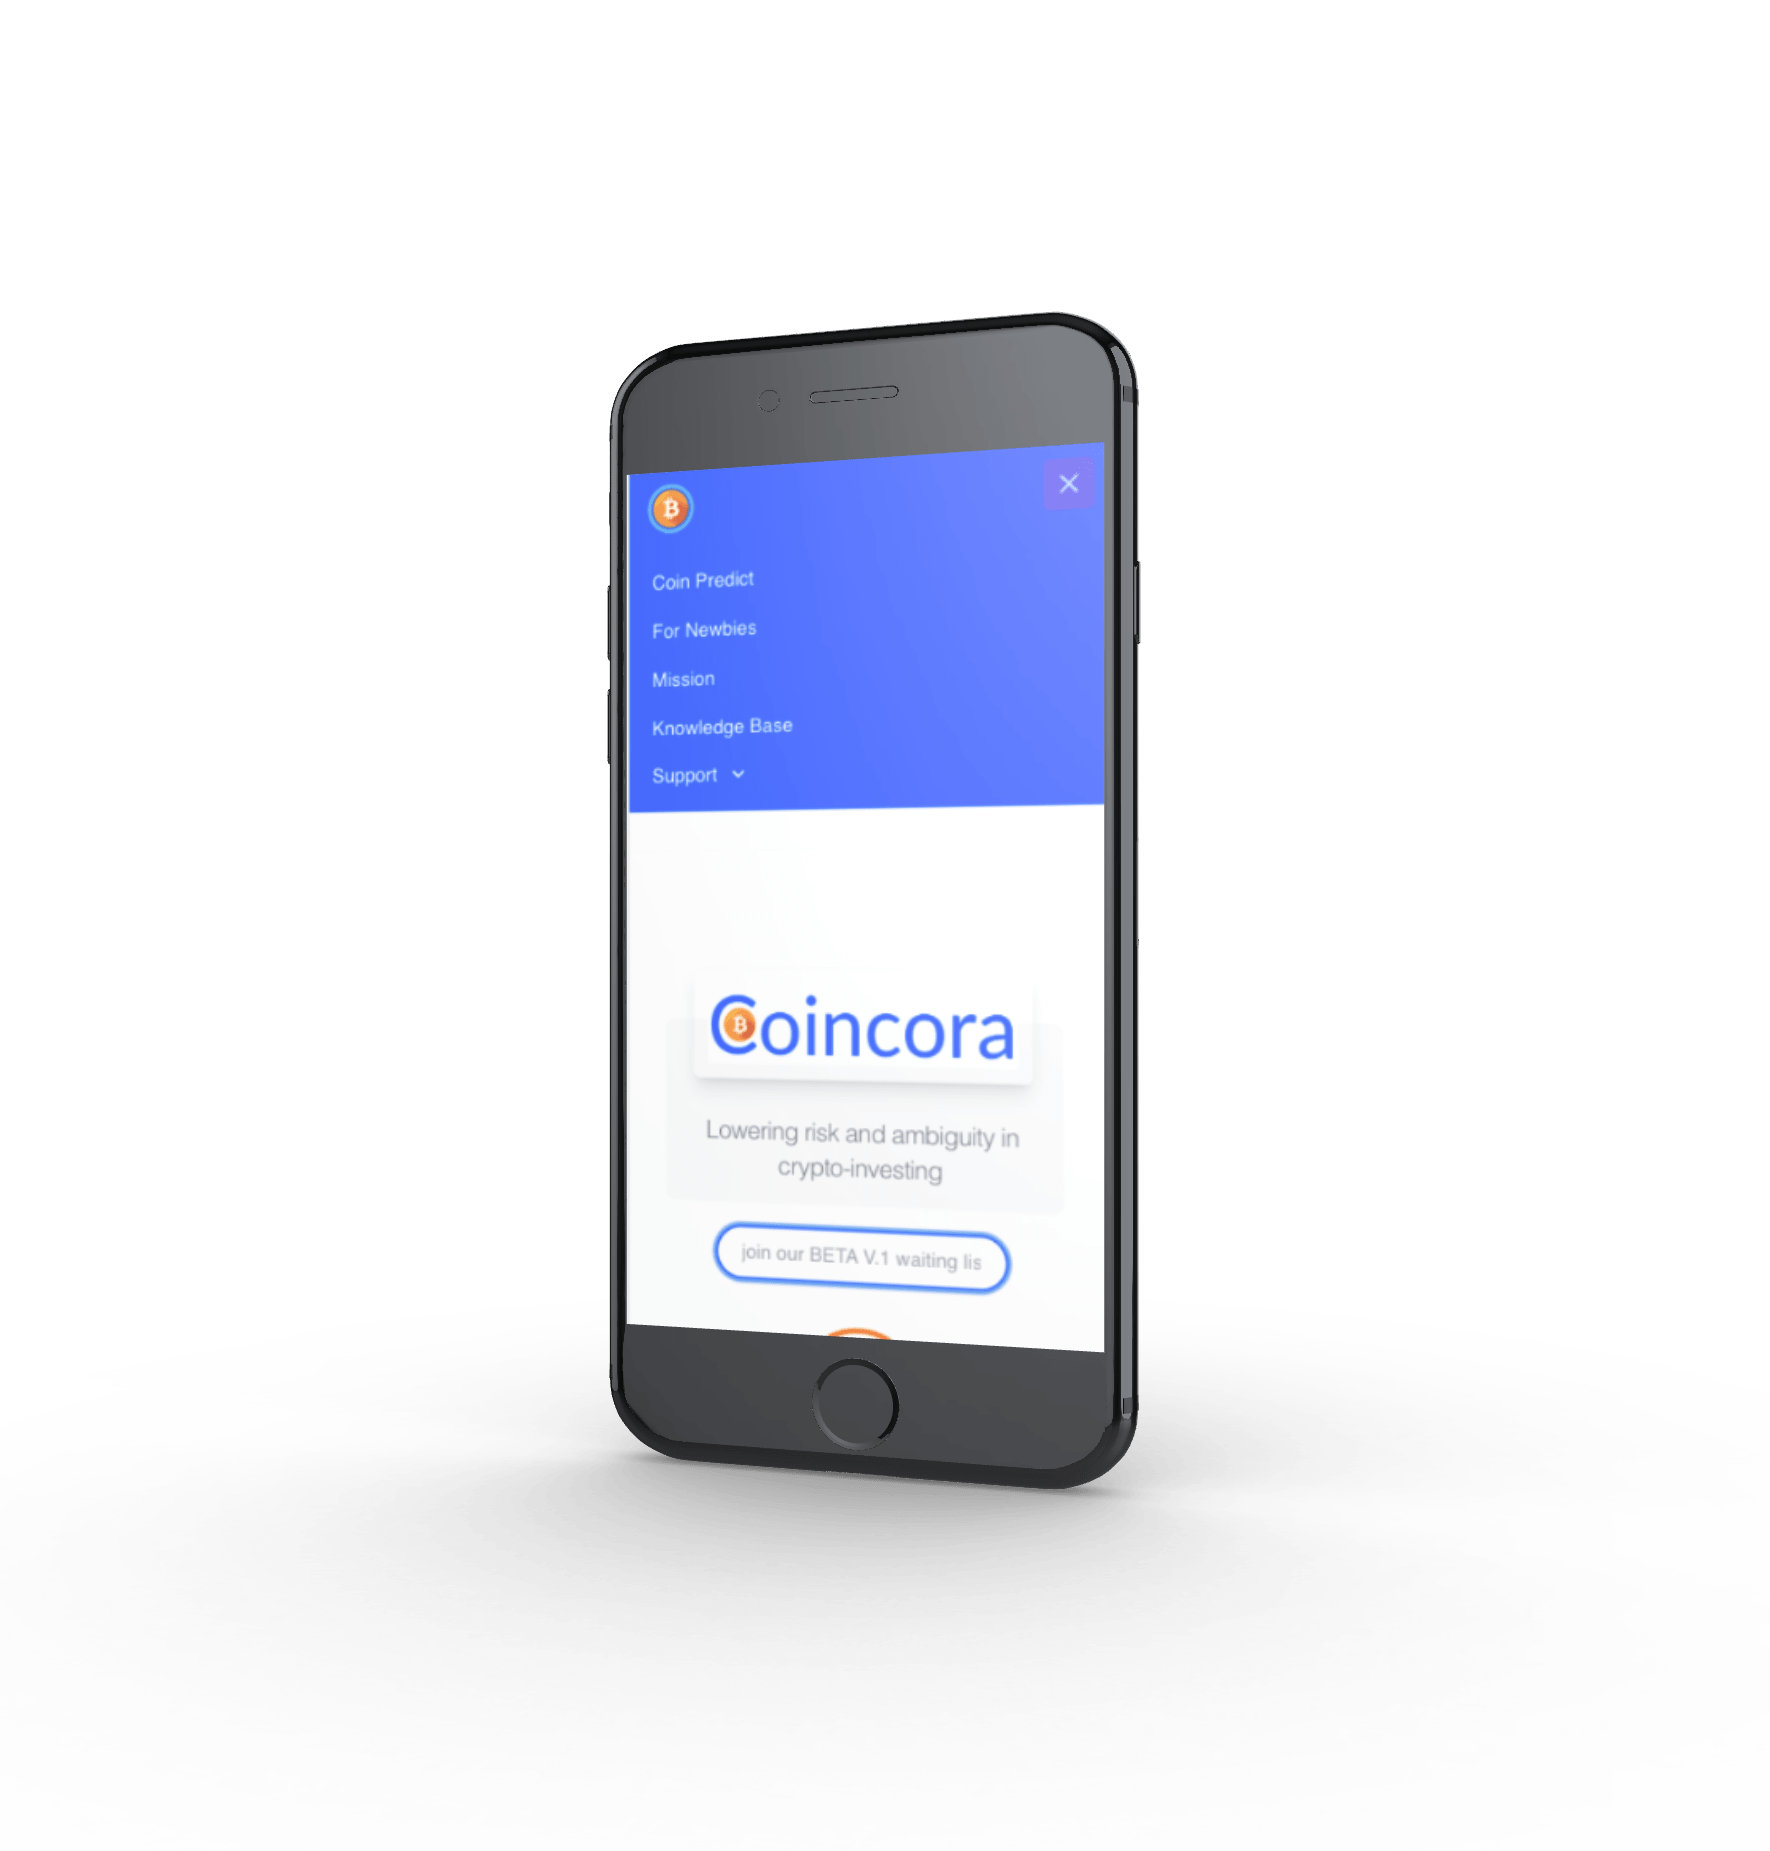 Coin Predict
For Newbies
Mission
Knowledge Base
Support
Coincora
Lowering risk and ambiguity in
crypto-investing
join our BETA V.1 waiting lis